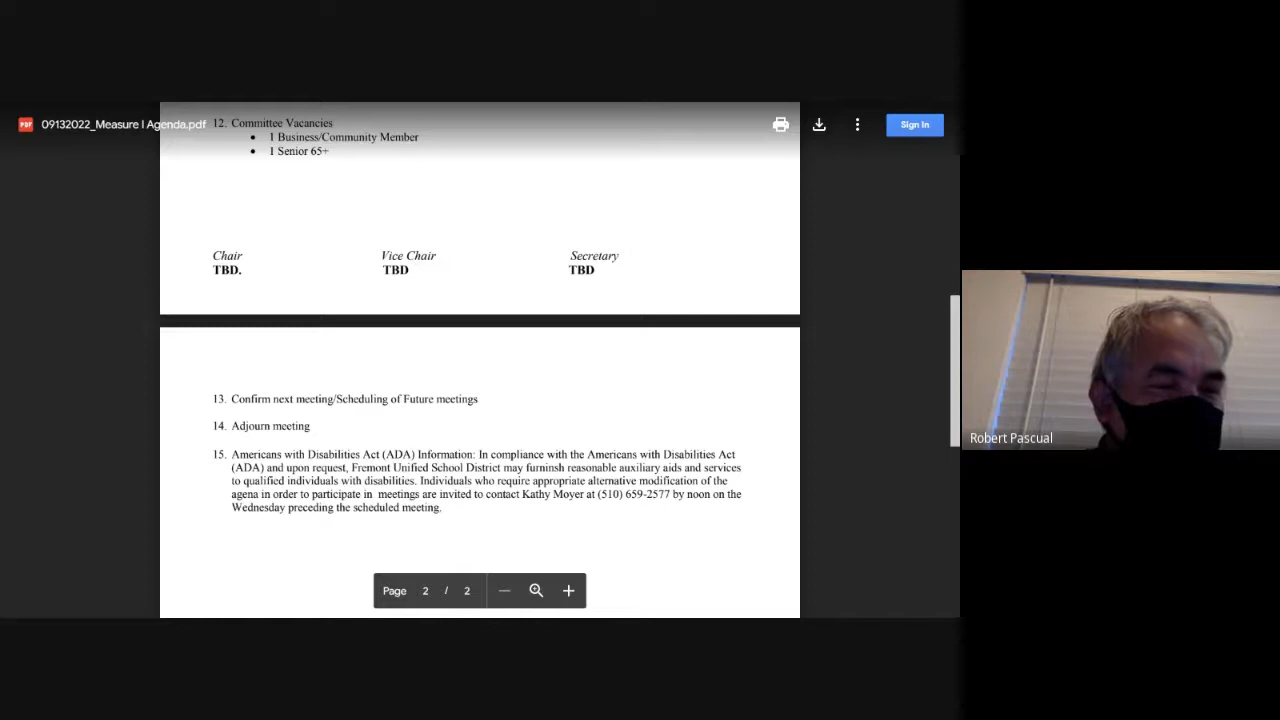 PDF
09132022_Measure I Agenda.pdf
Sign In
12. Committee Vacancies
• 1 Business/Community Member
• 1 Senior 65+
Chair Vice Chair Secretary
TBD. TBD TBD
13. Confirm next meeting/Scheduling of Future meetings
14. Adjourn meeting
15. Americans with Disabilities Act (ADA) Information: In compliance with the Americans with Disabilities Act
(ADA) and upon request, Fremont Unified School District may furninsh reasonable auxiliary aids and services
to qualified individuals with disabilities. Individuals who require appropriate alternative modification of the
agena in order to participate in meetings are invited to contact Kathy Moyer at (510) 659-2577 by noon on the
Wednesday preceding the scheduled meeting.
Page 2 / 2
Robert Pascual